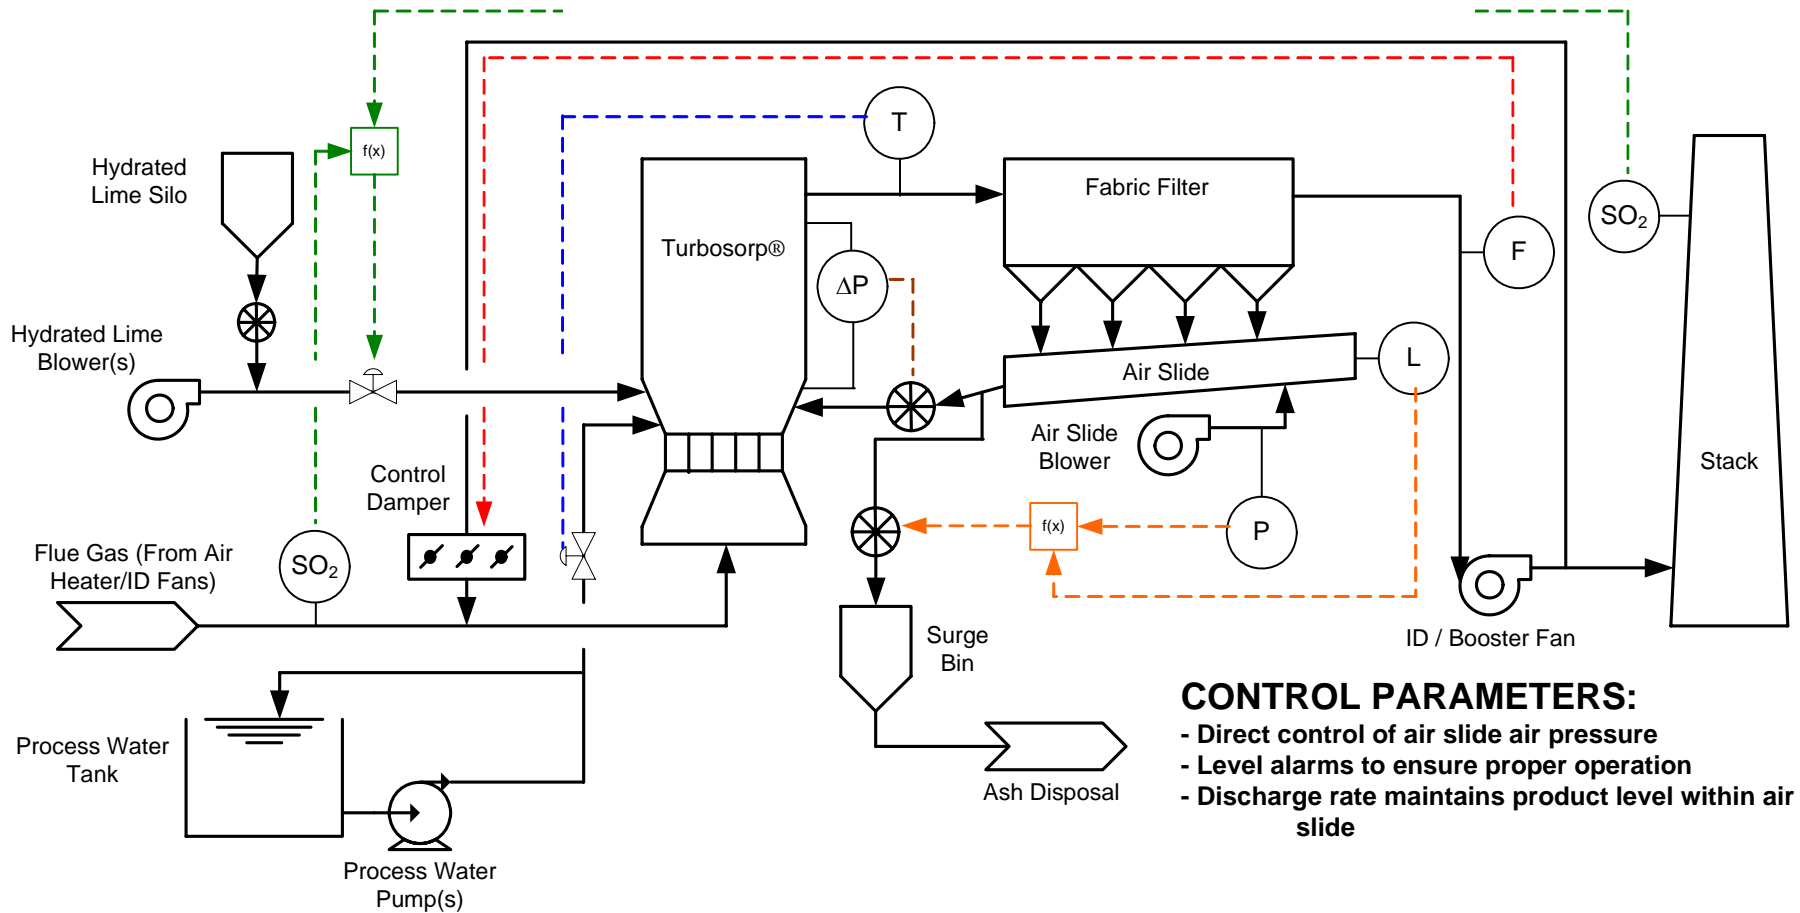 f(x)
T
Hydrated
Lime Silo
Fabric Filter
SO₂
Turbosorp®
F
ΔP
Hydrated Lime
Blower(s)
Air Slide
L
Air Slide
Blower
Stack
Control
Damper
f(x)
P
Flue Gas (From Air
Heater/ID Fans)
SO₂
Surge
Bin
ID / Booster Fan
CONTROL PARAMETERS:
- Direct control of air slide air pressure
- Level alarms to ensure proper operation
- Discharge rate maintains product level within air
slide
Process Water
Tank
Ash Disposal
Process Water
Pump(s)